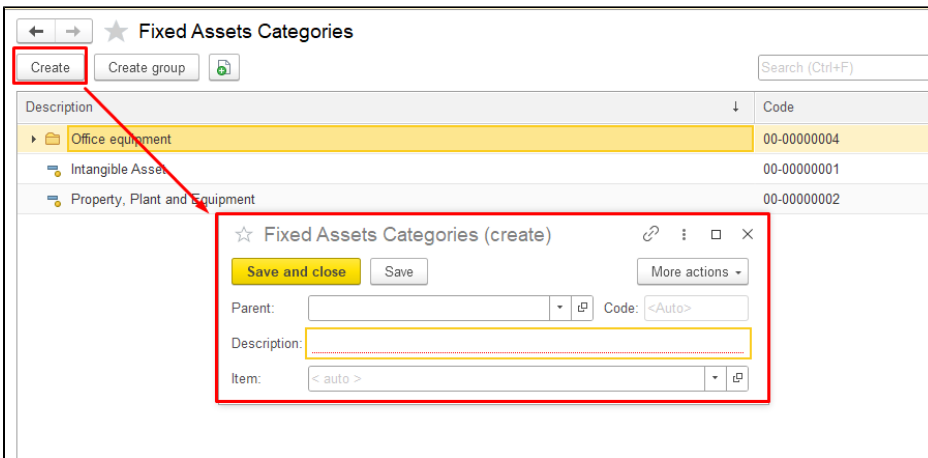 Fixed Assets Categories
Create Create group Search (Ctrl+F)
Description ↓ Code
Office equipment 00-00000004
Intangible Asset 00-00000001
Property, Plant and Equipment 00-00000002
Fixed Assets Categories (create)
Save and close Save More actions
Parent: Code: <Auto>
Description:
Item: < auto >